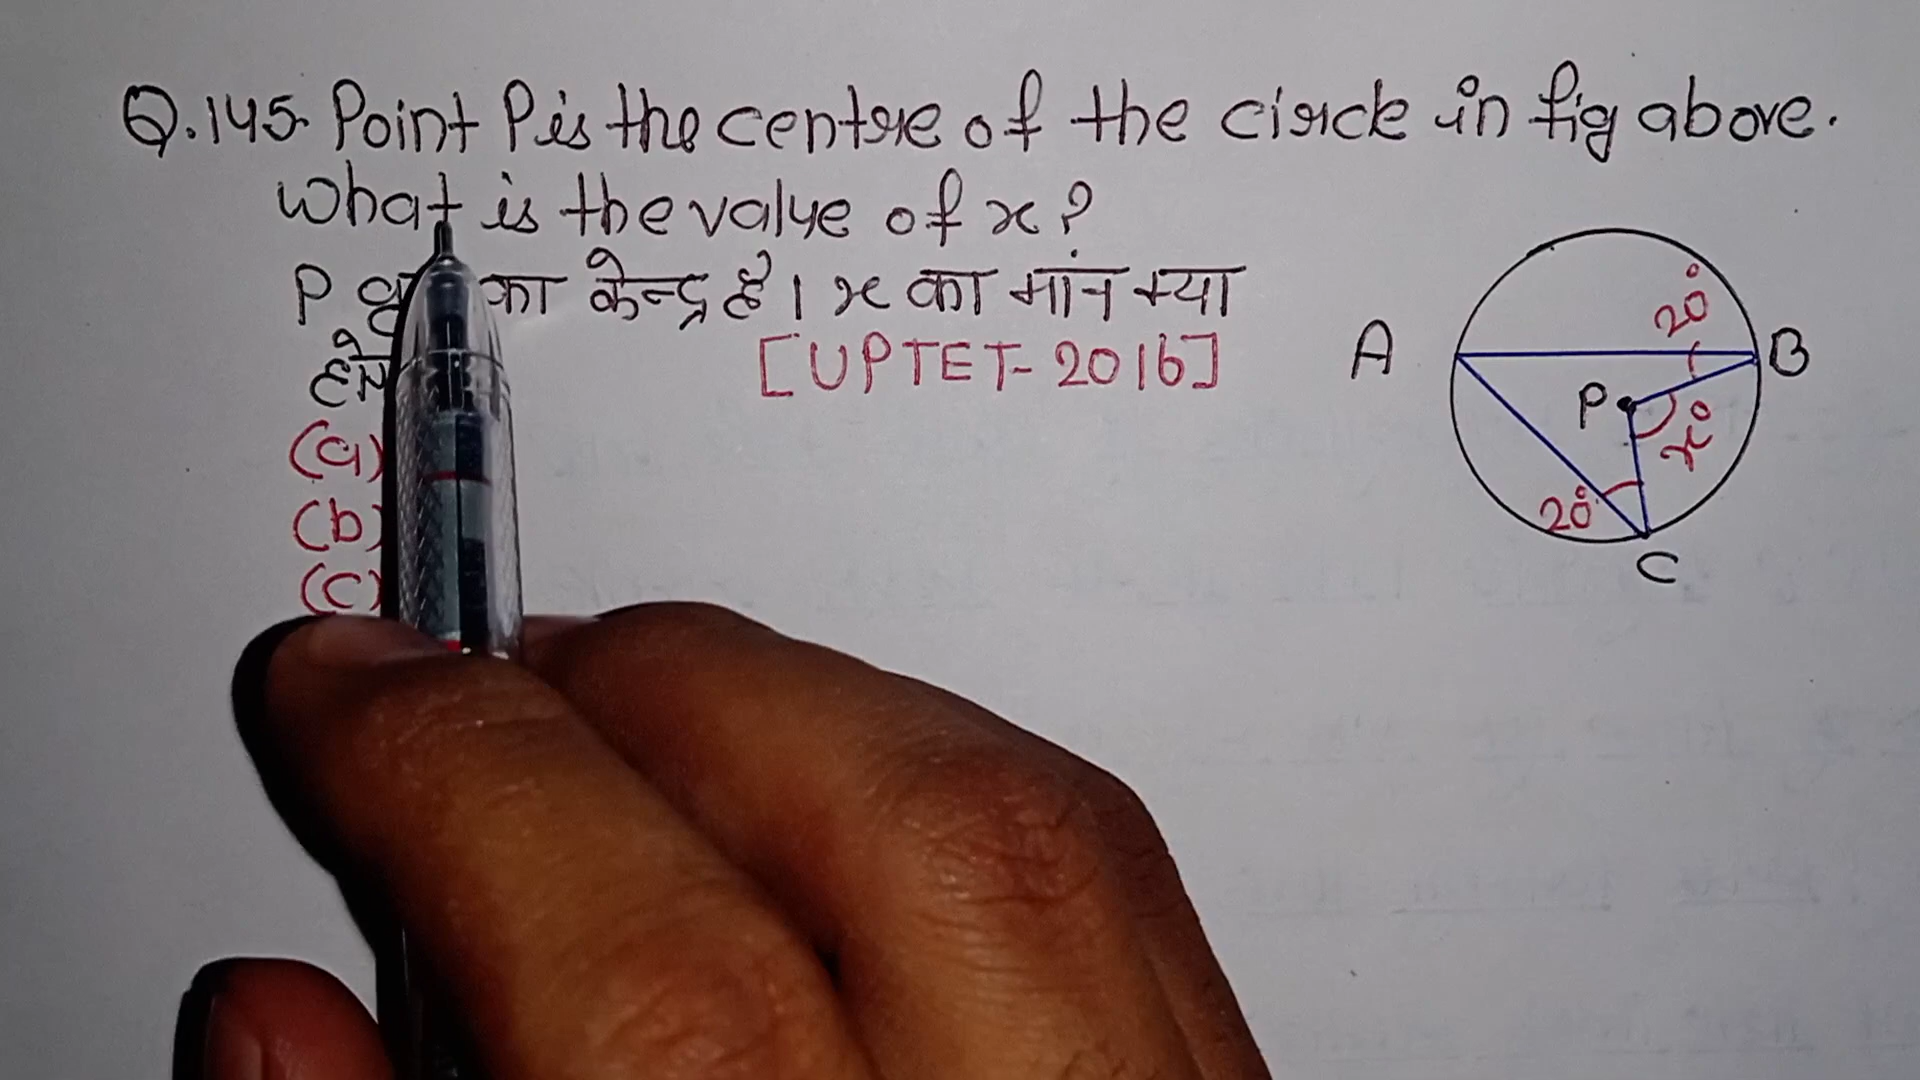 Q.145. Point P is the centre of the circle in fig above.
What is the value of x?
P का केन्द्र है। x का मांन क्या
[UPTET-2016]
(a)
(b)
(c)
A
B
C
P
20°
x°
20°